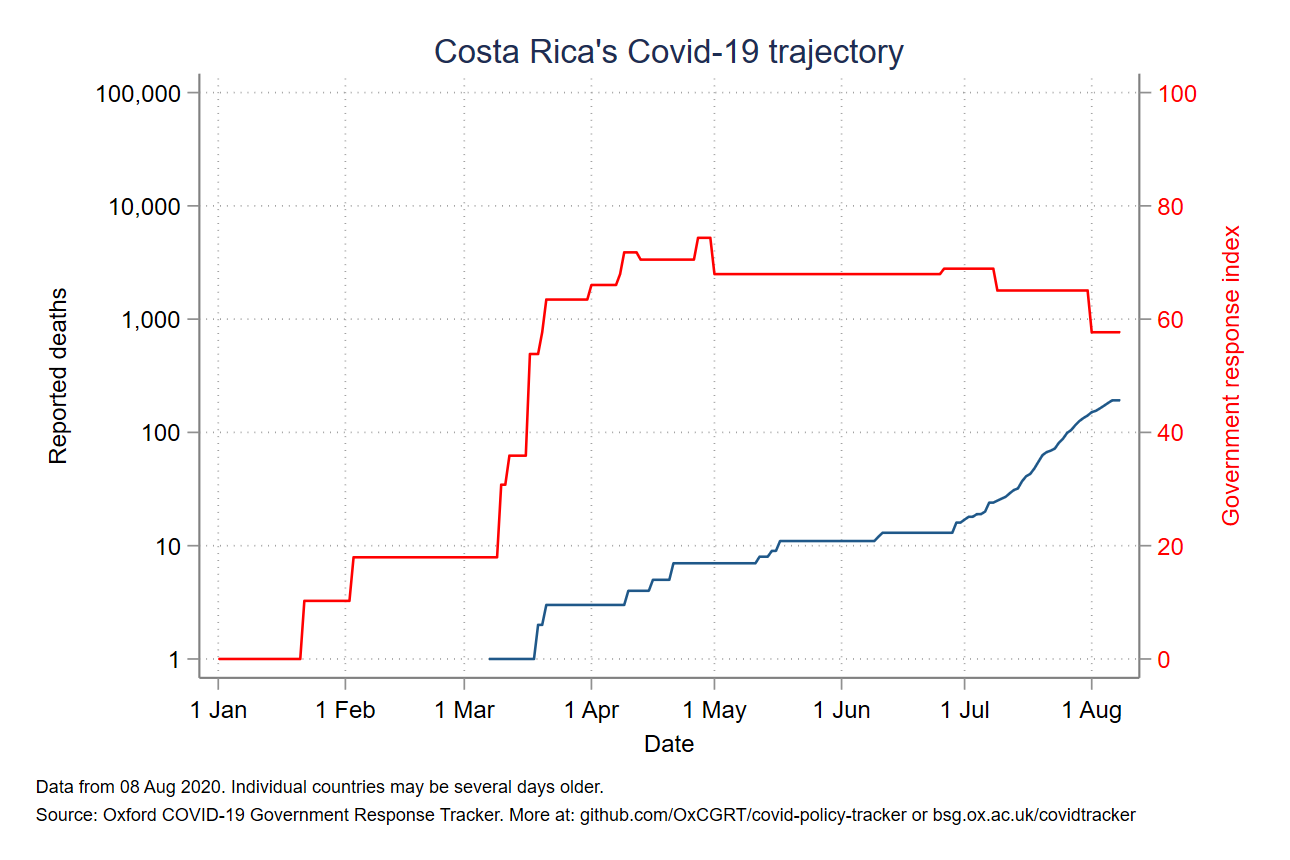 Costa Rica's Covid-19 trajectory
100,000
10,000
1,000
100
10
1
Reported deaths
100
80
60
40
20
0
Government response index
1 Jan
1 Feb
1 Mar
1 Apr
1 May
1 Jun
1 Jul
1 Aug
Date
Data from 08 Aug 2020. Individual countries may be several days older.
Source: Oxford COVID-19 Government Response Tracker. More at: github.com/OxCGRT/covid-policy-tracker or bsg.ox.ac.uk/covidtracker